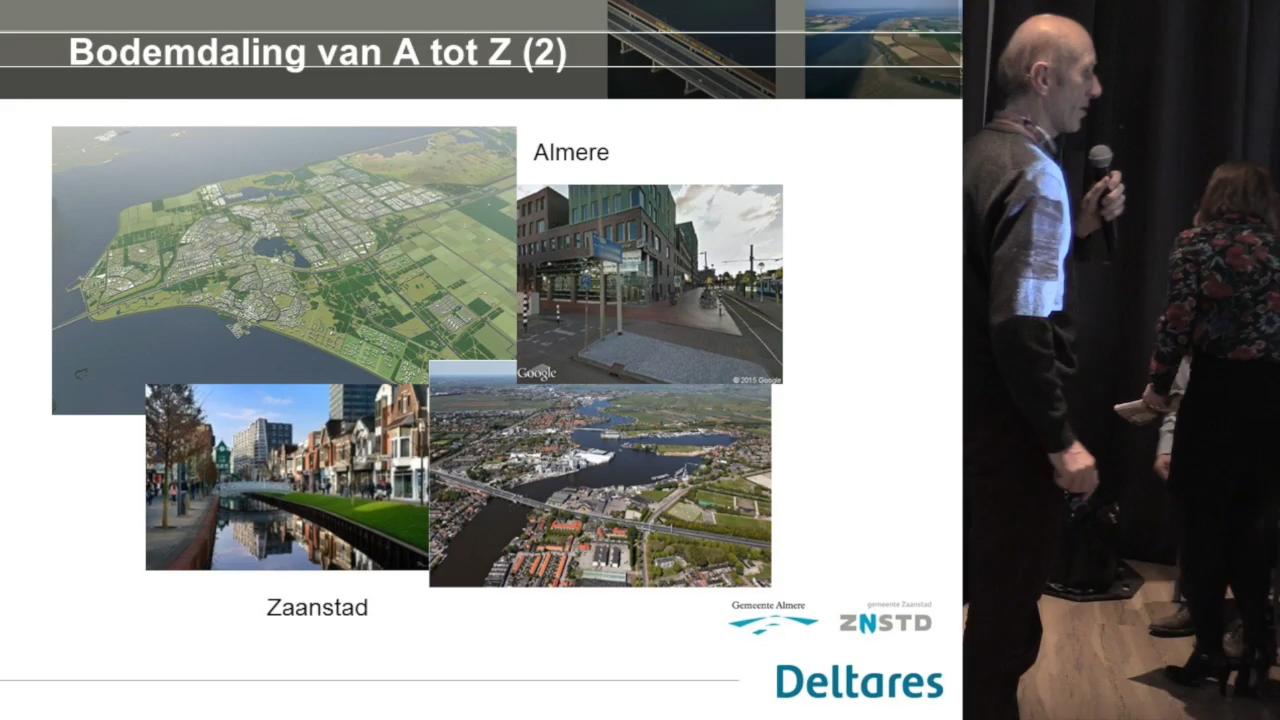 Bodemdaling van A tot Z (2)
Almere
Google
© 2015 Google
Zaanstad
Gemeente Almere
gemeente Zaanstad
ZNSTD
Deltares